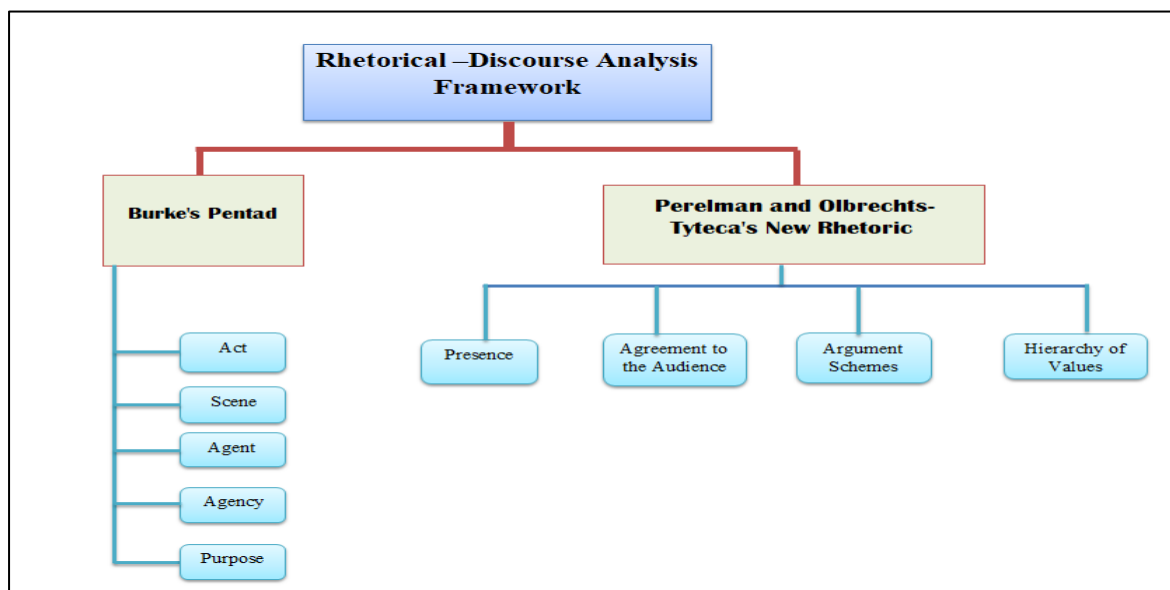 Rhetorical –Discourse Analysis
Framework
Burke's Pentad
Perelman and Olbrechts-
Tyteca's New Rhetoric
Act
Scene
Agent
Agency
Purpose
Presence
Agreement to
the Audience
Argument
Schemes
Hierarchy of
Values